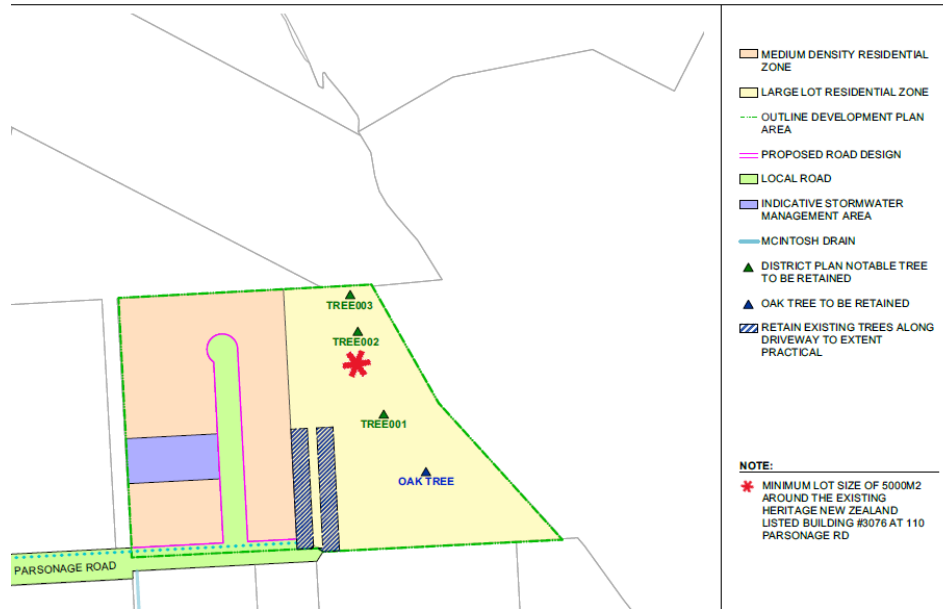 TREE003
TREE002
TREE001
OAK TREE
PARSONAGE ROAD
MEDIUM DENSITY RESIDENTIAL
ZONE
LARGE LOT RESIDENTIAL ZONE
OUTLINE DEVELOPMENT PLAN
AREA
PROPOSED ROAD DESIGN
LOCAL ROAD
INDICATIVE STORMWATER
MANAGEMENT AREA
MCINTOSH DRAIN
DISTRICT PLAN NOTABLE TREE
TO BE RETAINED
OAK TREE TO BE RETAINED
RETAIN EXISTING TREES ALONG
DRIVEWAY TO EXTENT
PRACTICAL
NOTE:
MINIMUM LOT SIZE OF 5000M2
AROUND THE EXISTING
HERITAGE NEW ZEALAND
LISTED BUILDING #3076 AT 110
PARSONAGE RD